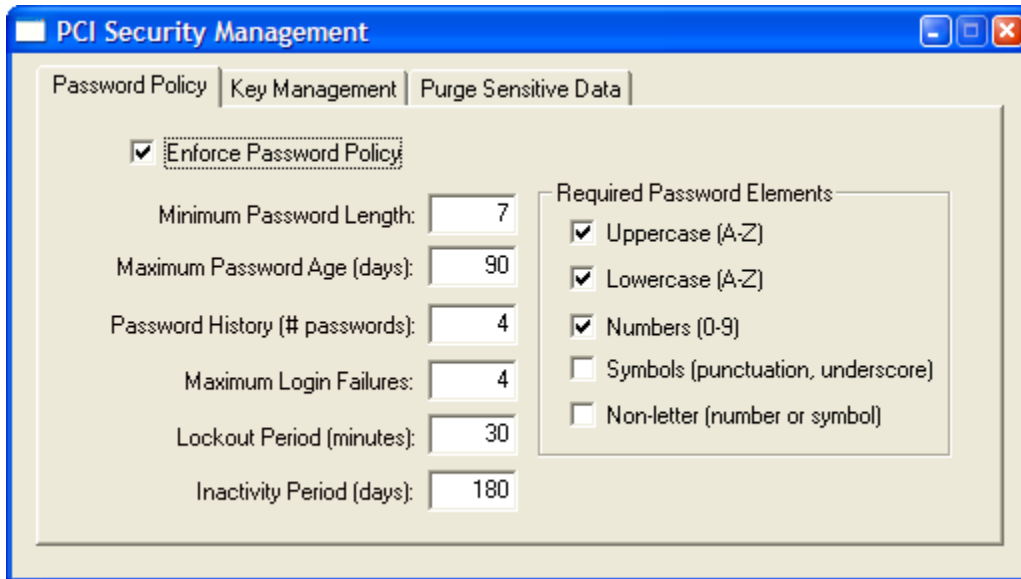 PCI Security Management
Password Policy
Key Management
Purge Sensitive Data
Enforce Password Policy
Minimum Password Length: 7
Maximum Password Age (days): 90
Password History (# passwords): 4
Maximum Login Failures: 4
Lockout Period (minutes): 30
Inactivity Period (days): 180
Required Password Elements
Uppercase (A-Z)
Lowercase (A-Z)
Numbers (0-9)
Symbols (punctuation, underscore)
Non-letter (number or symbol)